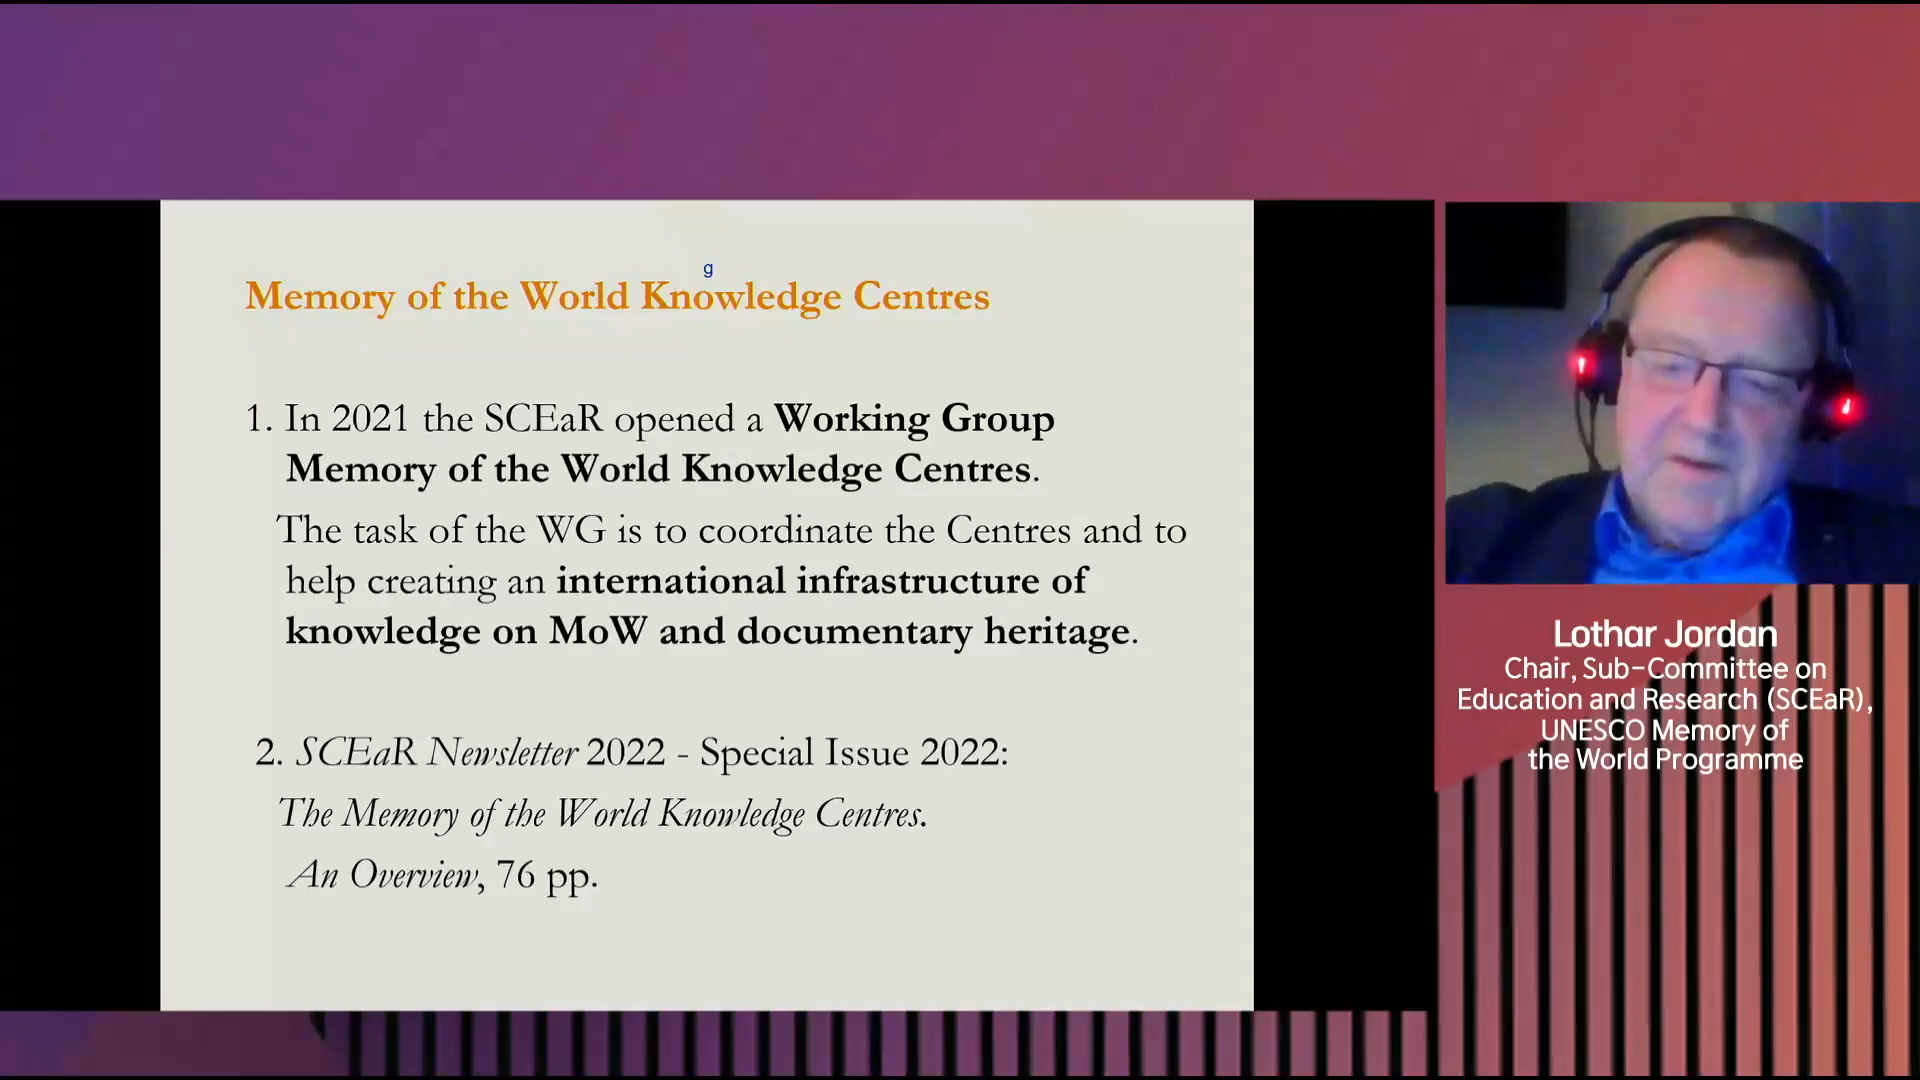 g
Memory of the World Knowledge Centres
1. In 2021 the SCEaR opened a Working Group
Memory of the World Knowledge Centres.
The task of the WG is to coordinate the Centres and to
help creating an international infrastructure of
knowledge on MoW and documentary heritage.
2. SCEaR Newsletter 2022 - Special Issue 2022:
The Memory of the World Knowledge Centres.
An Overview, 76 pp.
Lothar Jordan
Chair, Sub-Committee on
Education and Research (SCEaR),
UNESCO Memory of
the World Programme